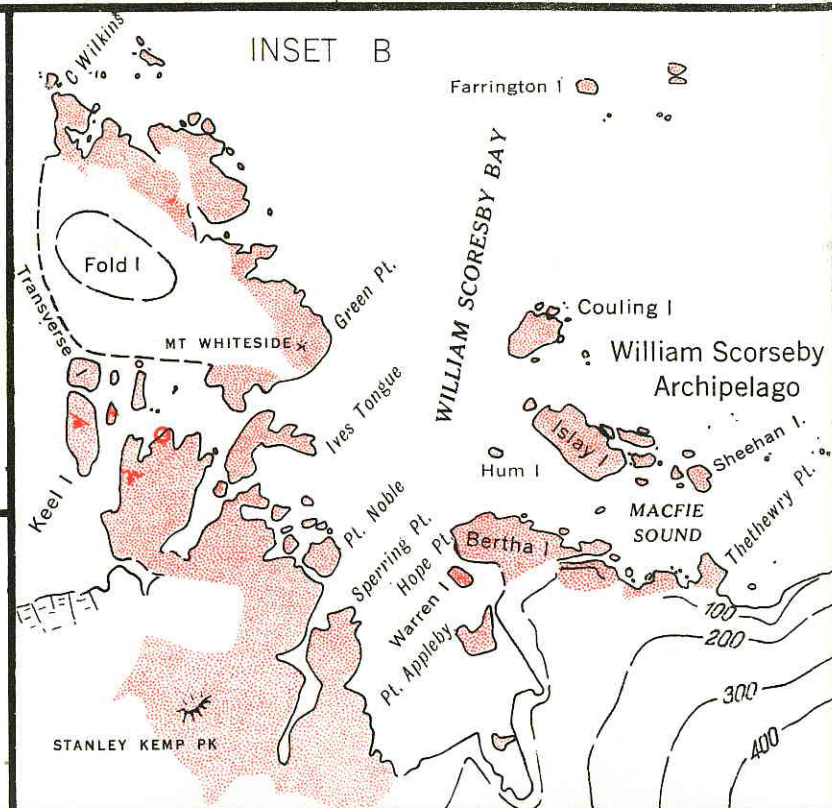 INSET B
C Wilkins
Farrington I
WILLIAM SCORESBY BAY
Fold I
Transverse
Green Pt.
MT WHITESIDE
Couling I
William Scorseby
Archipelago
Ives Tongue
Islay I
Hum I
Sheehan I.
Keel I
Pt. Noble
MACFIE
SOUND
Thethewry Pt.
Sperring Pt.
Hope Pt.
Bertha I
Warren I
Pt. Appleby
100
200
300
400
STANLEY KEMP PK